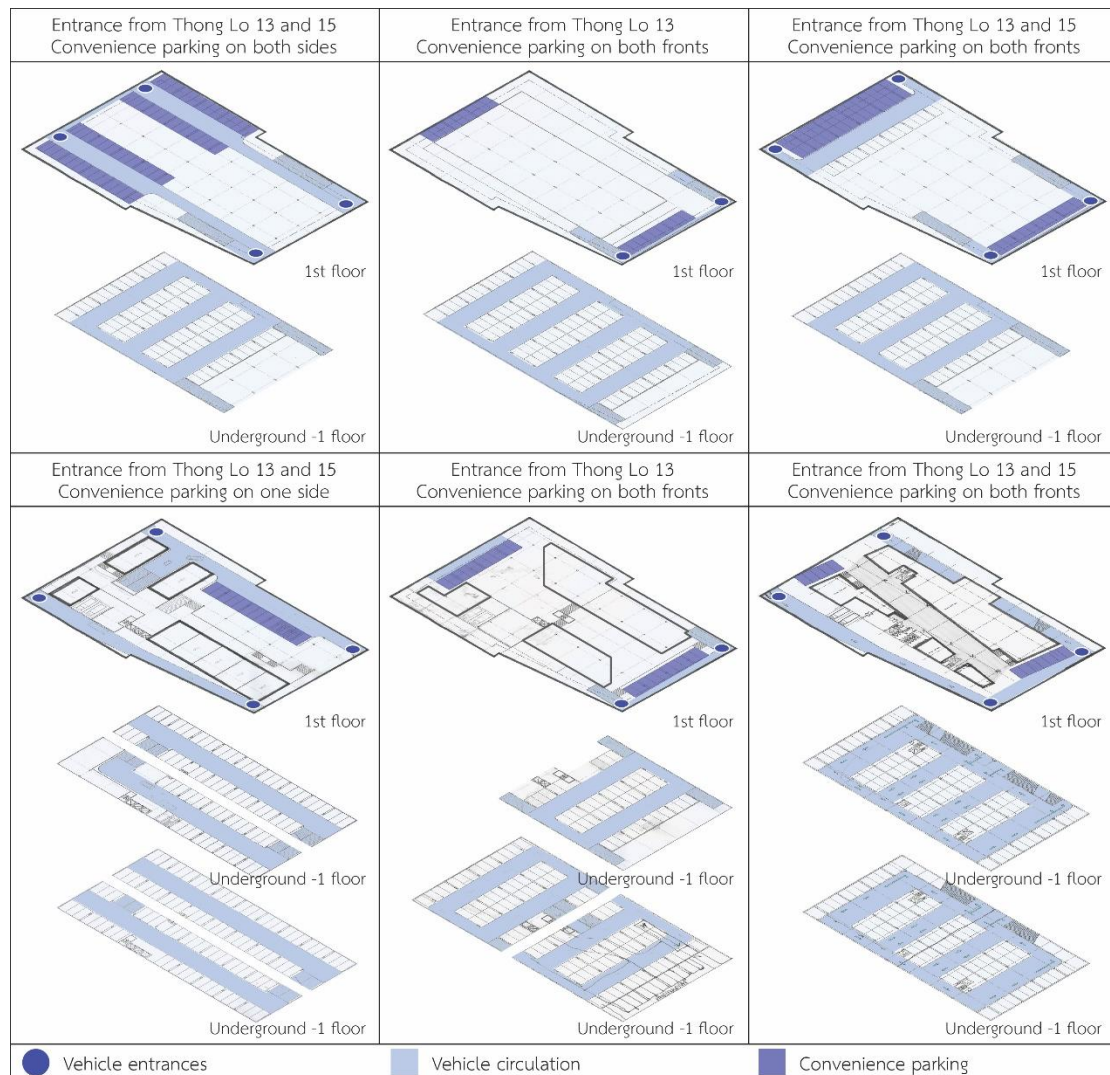 Entrance from Thong Lo 13 and 15
Convenience parking on both sides
Entrance from Thong Lo 13
Convenience parking on both fronts
Entrance from Thong Lo 13 and 15
Convenience parking on both fronts
1st floor
1st floor
1st floor
Underground -1 floor
Underground -1 floor
Underground -1 floor
Entrance from Thong Lo 13 and 15
Convenience parking on one side
Entrance from Thong Lo 13
Convenience parking on both fronts
Entrance from Thong Lo 13 and 15
Convenience parking on both fronts
1st floor
1st floor
1st floor
Underground -1 floor
Underground -1 floor
Underground -1 floor
Underground -1 floor
Underground -1 floor
Underground -1 floor
Vehicle entrances
Vehicle circulation
Convenience parking